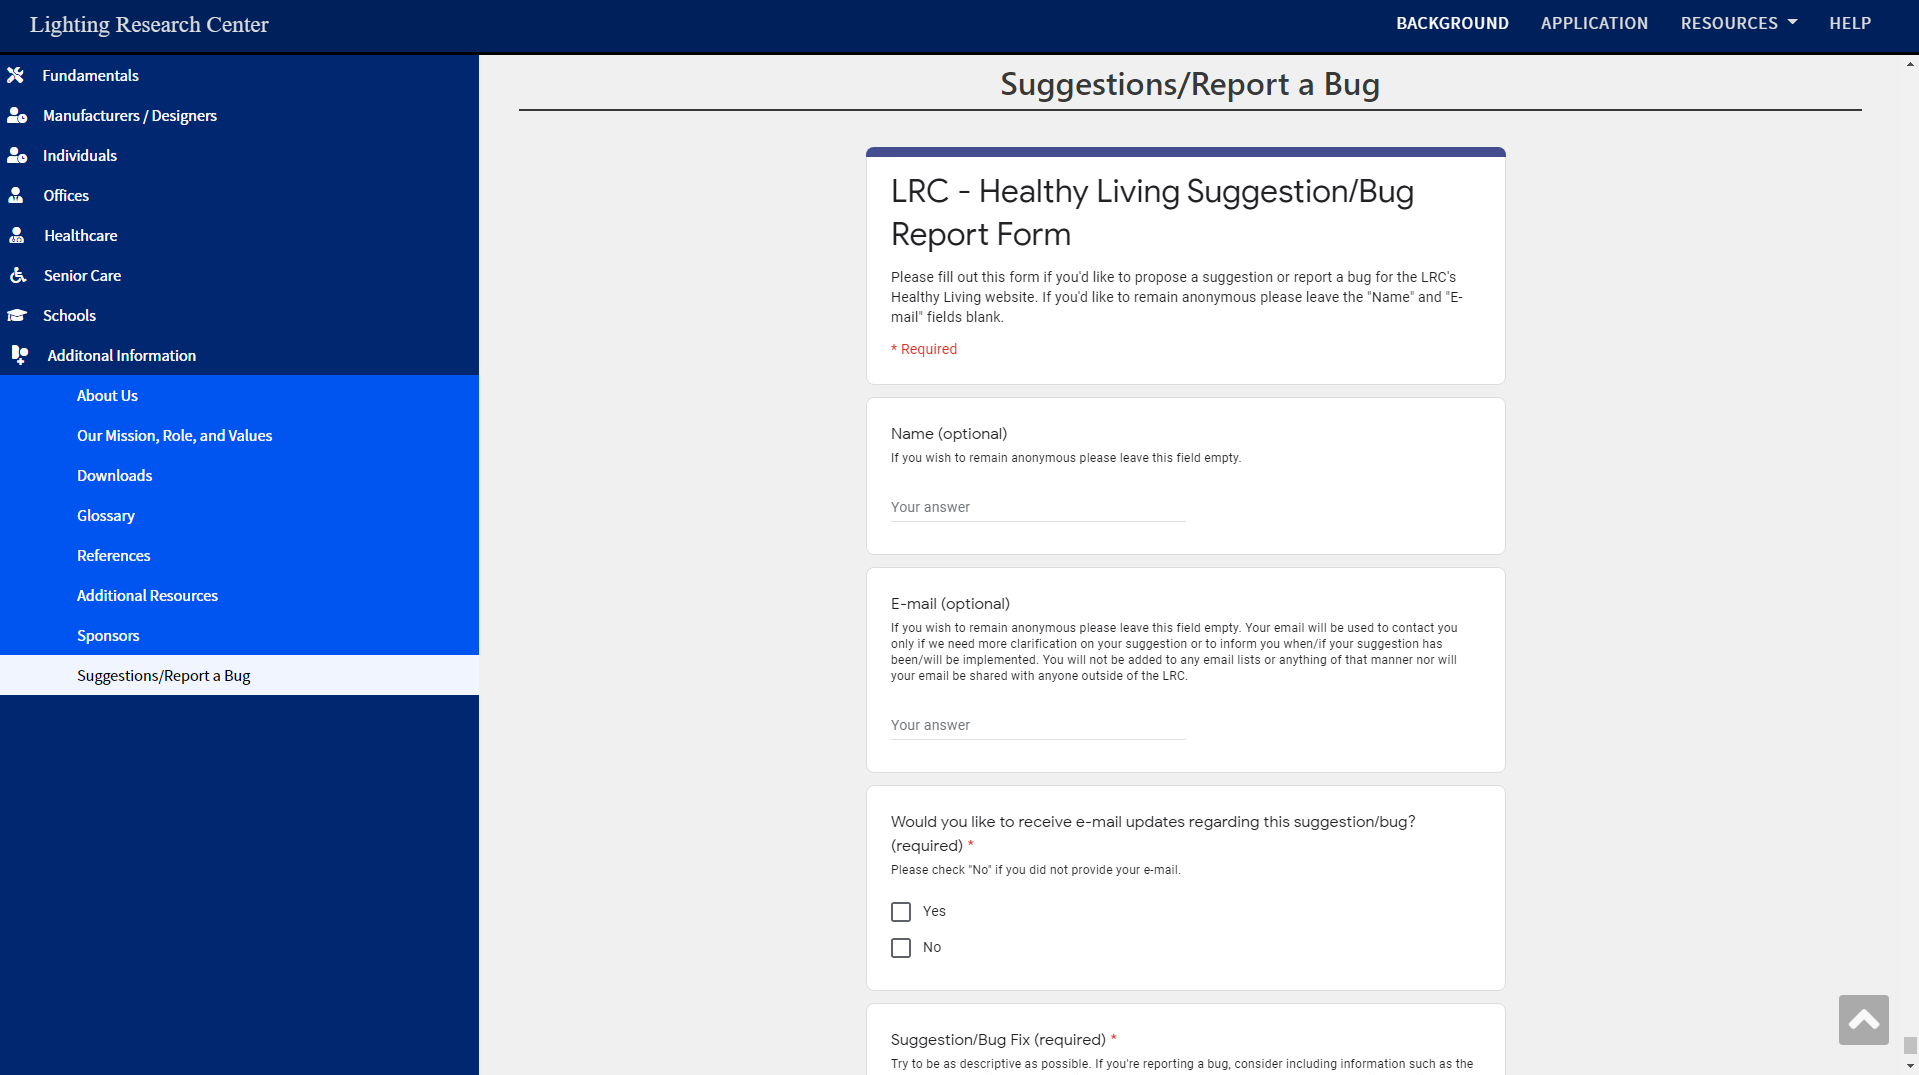 Lighting Research Center
BACKGROUND
APPLICATION
RESOURCES
HELP
Fundamentals
Manufacturers / Designers
Individuals
Offices
Healthcare
Senior Care
Schools
Additonal Information
About Us
Our Mission, Role, and Values
Downloads
Glossary
References
Additional Resources
Sponsors
Suggestions/Report a Bug
Suggestions/Report a Bug
LRC - Healthy Living Suggestion/Bug
Report Form
Please fill out this form if you'd like to propose a suggestion or report a bug for the LRC's
Healthy Living website. If you'd like to remain anonymous please leave the "Name" and "E-
mail" fields blank.
* Required
Name (optional)
If you wish to remain anonymous please leave this field empty.
Your answer
E-mail (optional)
If you wish to remain anonymous please leave this field empty. Your email will be used to contact you
only if we need more clarification on your suggestion or to inform you when/if your suggestion has
been/will be implemented. You will not be added to any email lists or anything of that manner nor will
your email be shared with anyone outside of the LRC.
Your answer
Would you like to receive e-mail updates regarding this suggestion/bug?
(required) *
Please check "No" if you did not provide your e-mail.
Yes
No
Suggestion/Bug Fix (required) *
Try to be as descriptive as possible. If you're reporting a bug, consider including information such as the